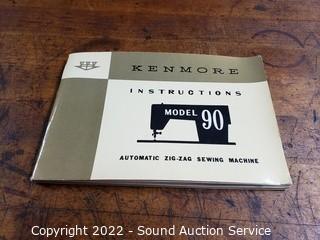 KENMORE
INSTRUCTIONS
MODEL 90
AUTOMATIC ZIG-ZAG SEWING MACHINE
Copyright 2022 - Sound Auction Service